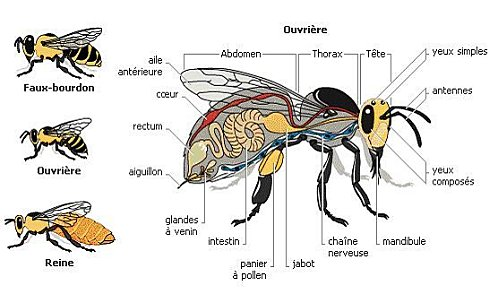 Faux-bourdon
Ouvrière
Reine
Ouvrière
Abdomen
Thorax
Tête
aile
antérieure
cœur
rectum
aiguillon
glandes
à venin
intestin
panier
à pollen
jabot
chaîne
nerveuse
mandibule
yeux simples
antennes
yeux
composés